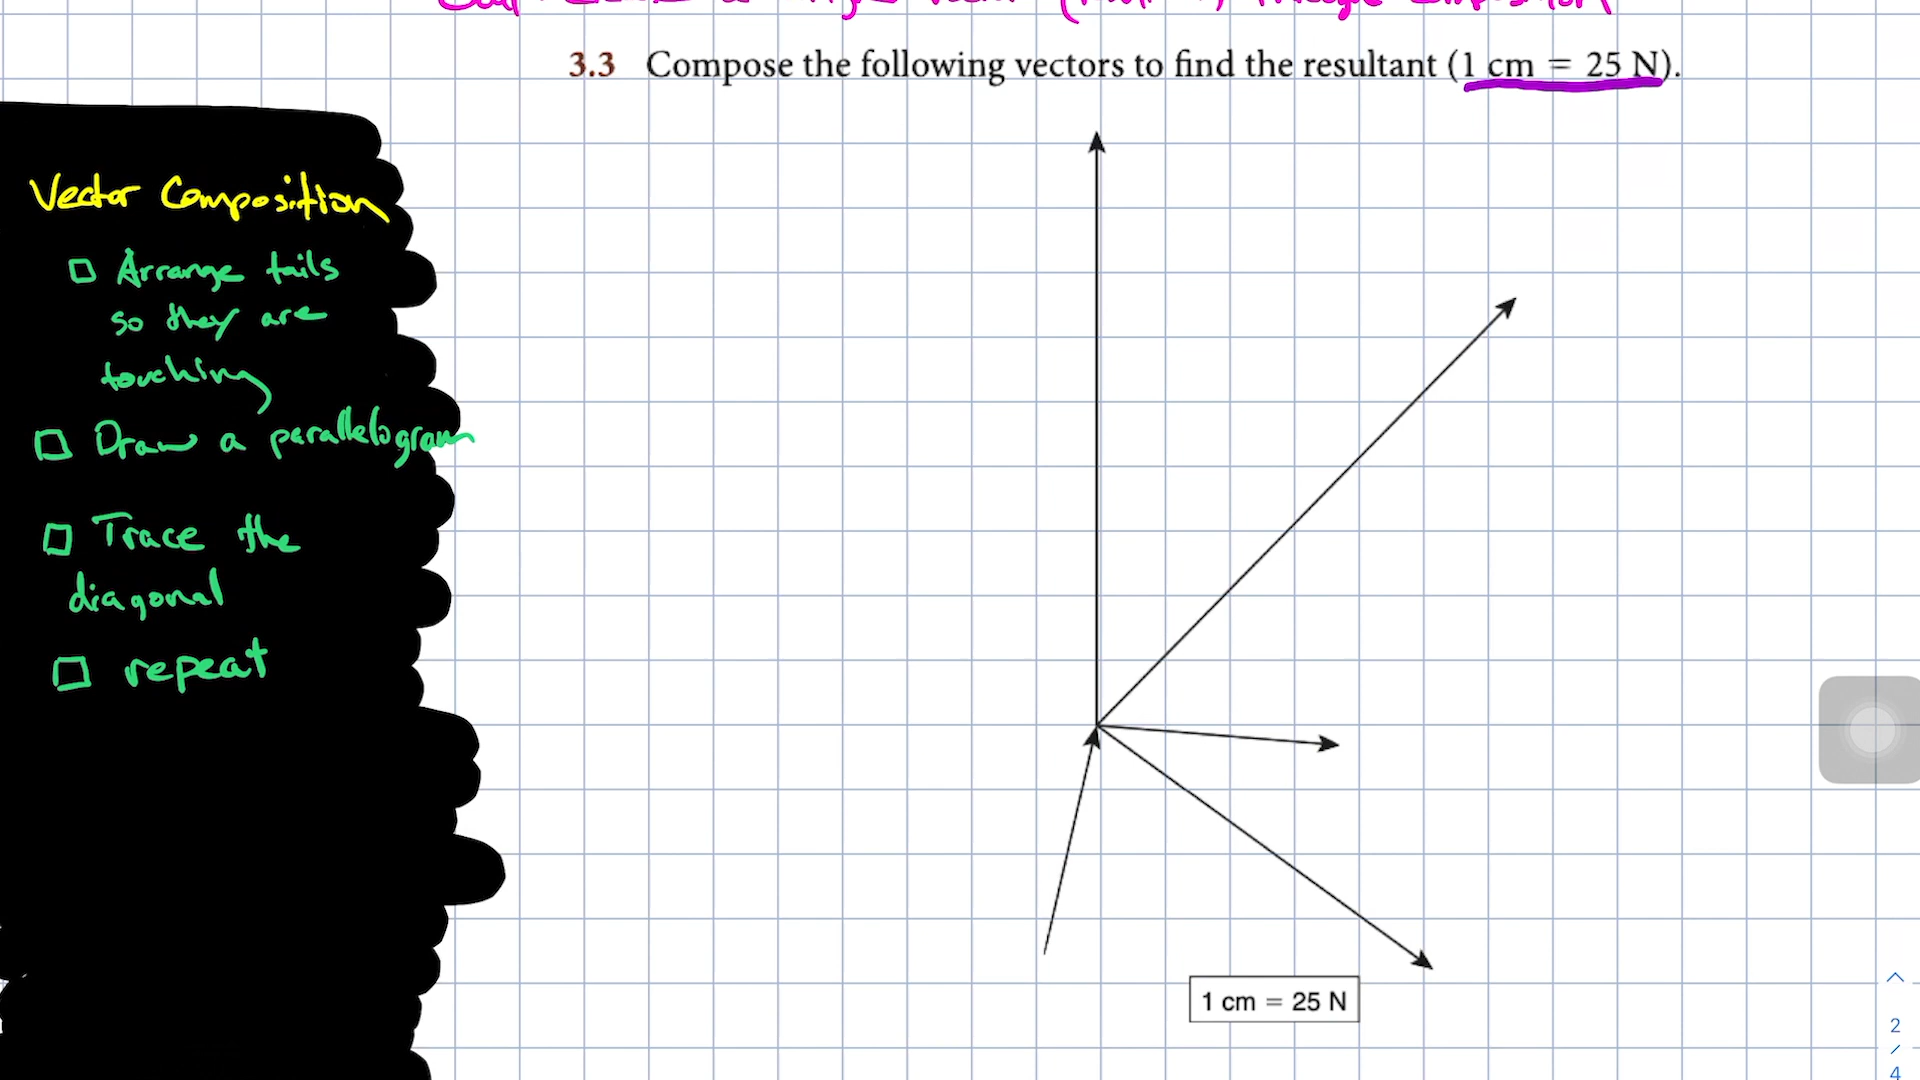 3.3 Compose the following vectors to find the resultant (1 cm = 25 N).
Vector Composition
Arrange tails
so they are
touching
Draw a parallelogram
Trace the
diagonal
repeat
1 cm = 25 N
2
/
4